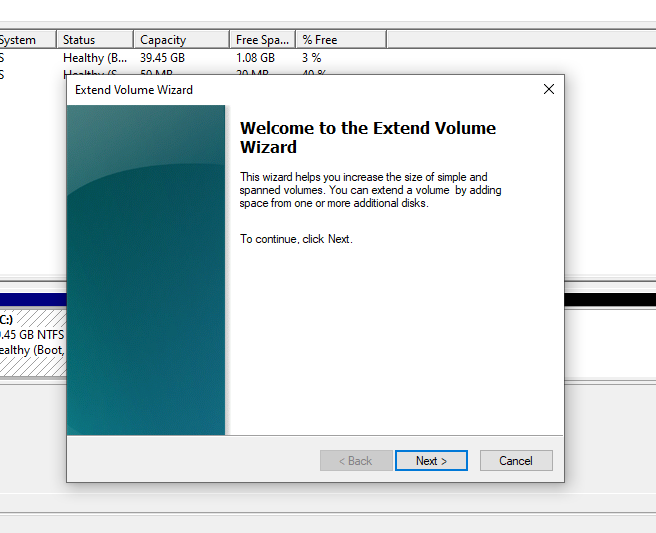 System Status Capacity Free Spa... % Free
S Healthy (B... 39.45 GB 1.08 GB 3 %
S Healthy (S 50 MB 20 MB 40 %
Extend Volume Wizard
Welcome to the Extend Volume
Wizard
This wizard helps you increase the size of simple and
spanned volumes. You can extend a volume by adding
space from one or more additional disks.
To continue, click Next.
C:)
.45 GB NTFS
ealthy (Boot,
< Back Next > Cancel